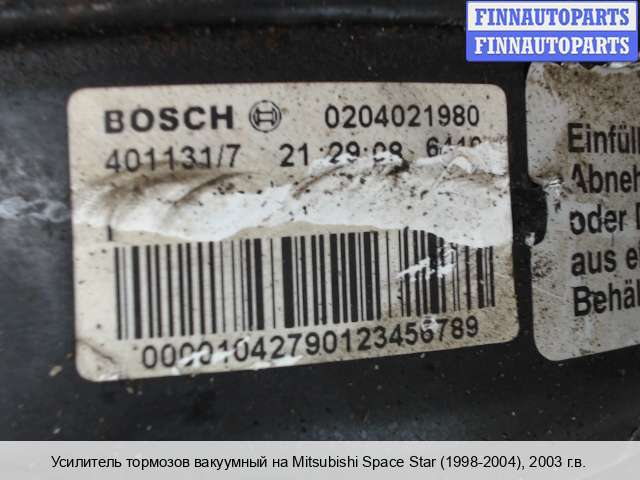 FINNAUTOPARTS
FINNAUTOPARTS
BOSCH 0204021980
401131/7 21 29-08
Einfüll
Abneh
oder
aus e
Behäl
00001042790123456789
Усилитель тормозов вакуумный на Mitsubishi Space Star (1998-2004), 2003 г.в.